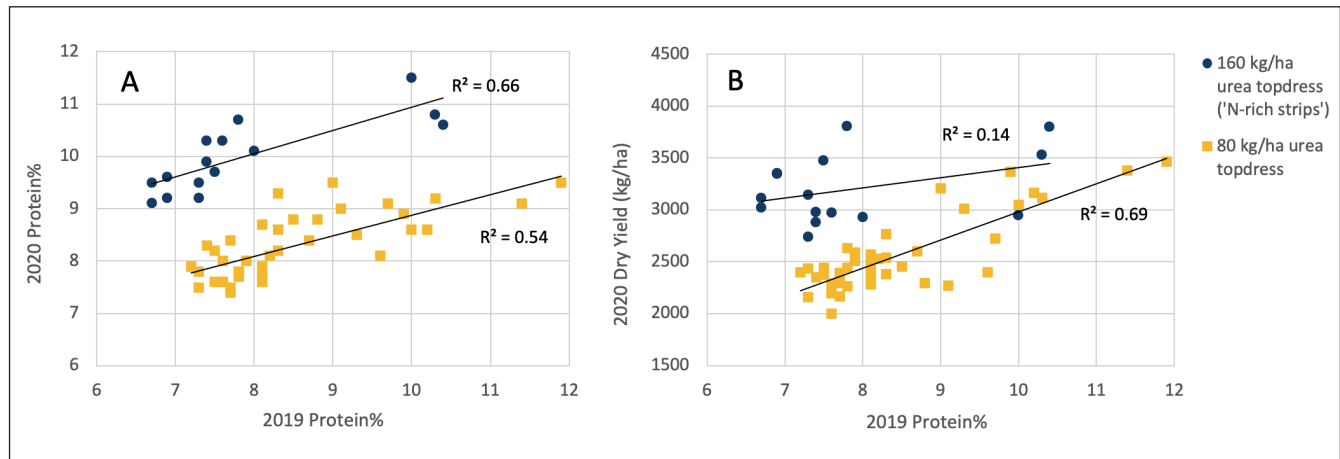 A
12
11
10
9
8
7
6
2020 Protein%
R² = 0.66
R² = 0.54
6 7 8 9 10 11 12
2019 Protein%
B
4500
4000
3500
3000
2500
2000
1500
2020 Dry Yield (kg/ha)
R² = 0.14
R² = 0.69
6 7 8 9 10 11 12
2019 Protein%
160 kg/ha
urea topdress
('N-rich strips')
80 kg/ha urea
topdress